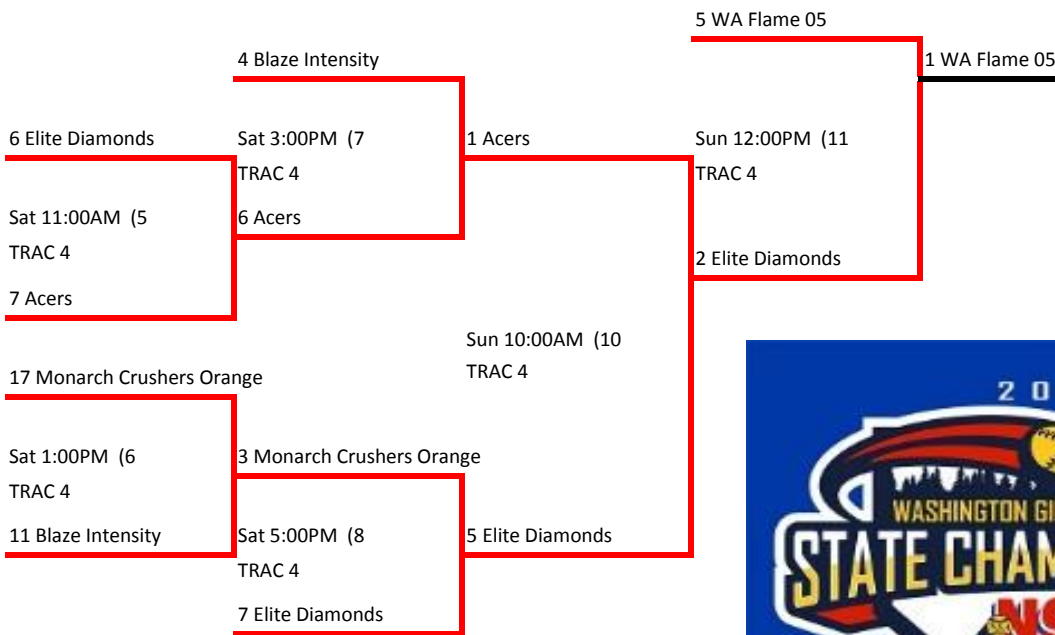 5 WA Flame 05
4 Blaze Intensity
1 WA Flame 05
6 Elite Diamonds
Sat 3:00PM (7
TRAC 4
1 Acers
Sun 12:00PM (11
TRAC 4
Sat 11:00AM (5
TRAC 4
6 Acers
2 Elite Diamonds
7 Acers
Sun 10:00AM (10
TRAC 4
17 Monarch Crushers Orange
Sat 1:00PM (6
TRAC 4
3 Monarch Crushers Orange
11 Blaze Intensity
Sat 5:00PM (8
TRAC 4
5 Elite Diamonds
7 Elite Diamonds
2 0
WASHINGTON GI
STATE CHAM